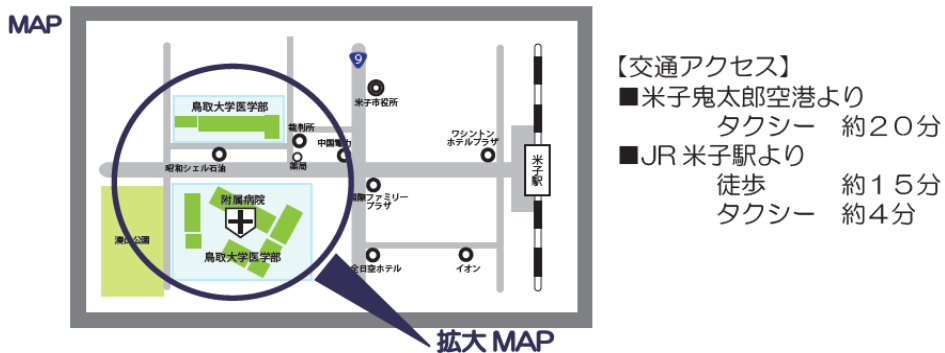 MAP
9
鳥取大学医学部
米子市役所
裁判所
中国電力
ワシントン
ホテルプラザ
昭和シェル石油
薬局
米子駅
附属病院
国際ファミリー
プラザ
湊山公園
鳥取大学医学部
全日空ホテル
イオン
拡大 MAP
【交通アクセス】
■米子鬼太郎空港より
タクシー 約20分
■JR 米子駅より
徒歩 約15分
タクシー 約4分